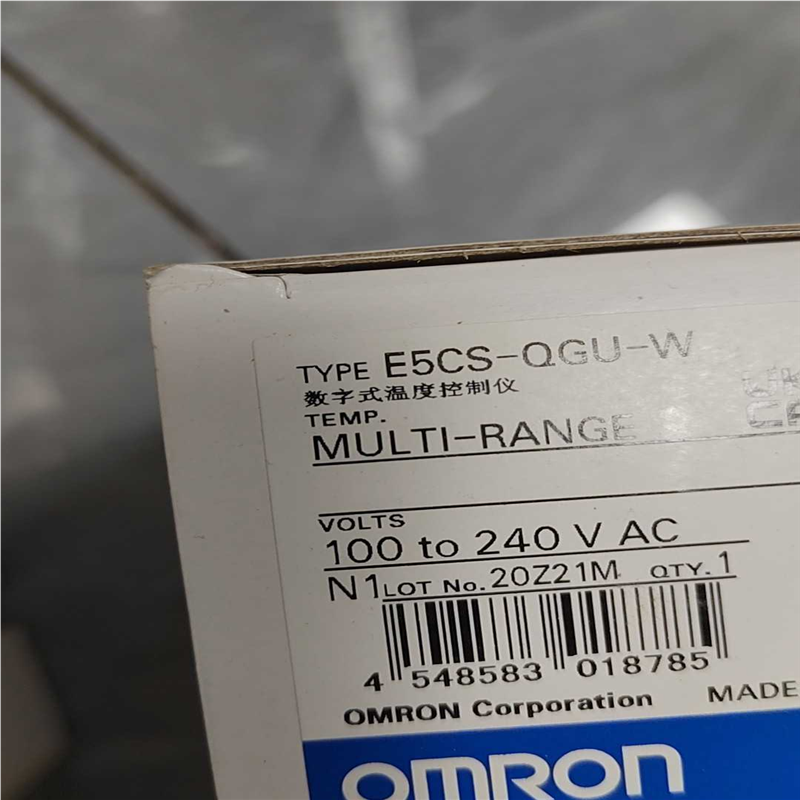 TYPE E5CS-QGU-W
数字式温度控制仪
TEMP.
MULTI-RANGE
VOLTS
100 to 240 V AC
N1 LOT No. 20Z21M QTY. 1
4 548583 018785
OMRON Corporation MADE
OMRON